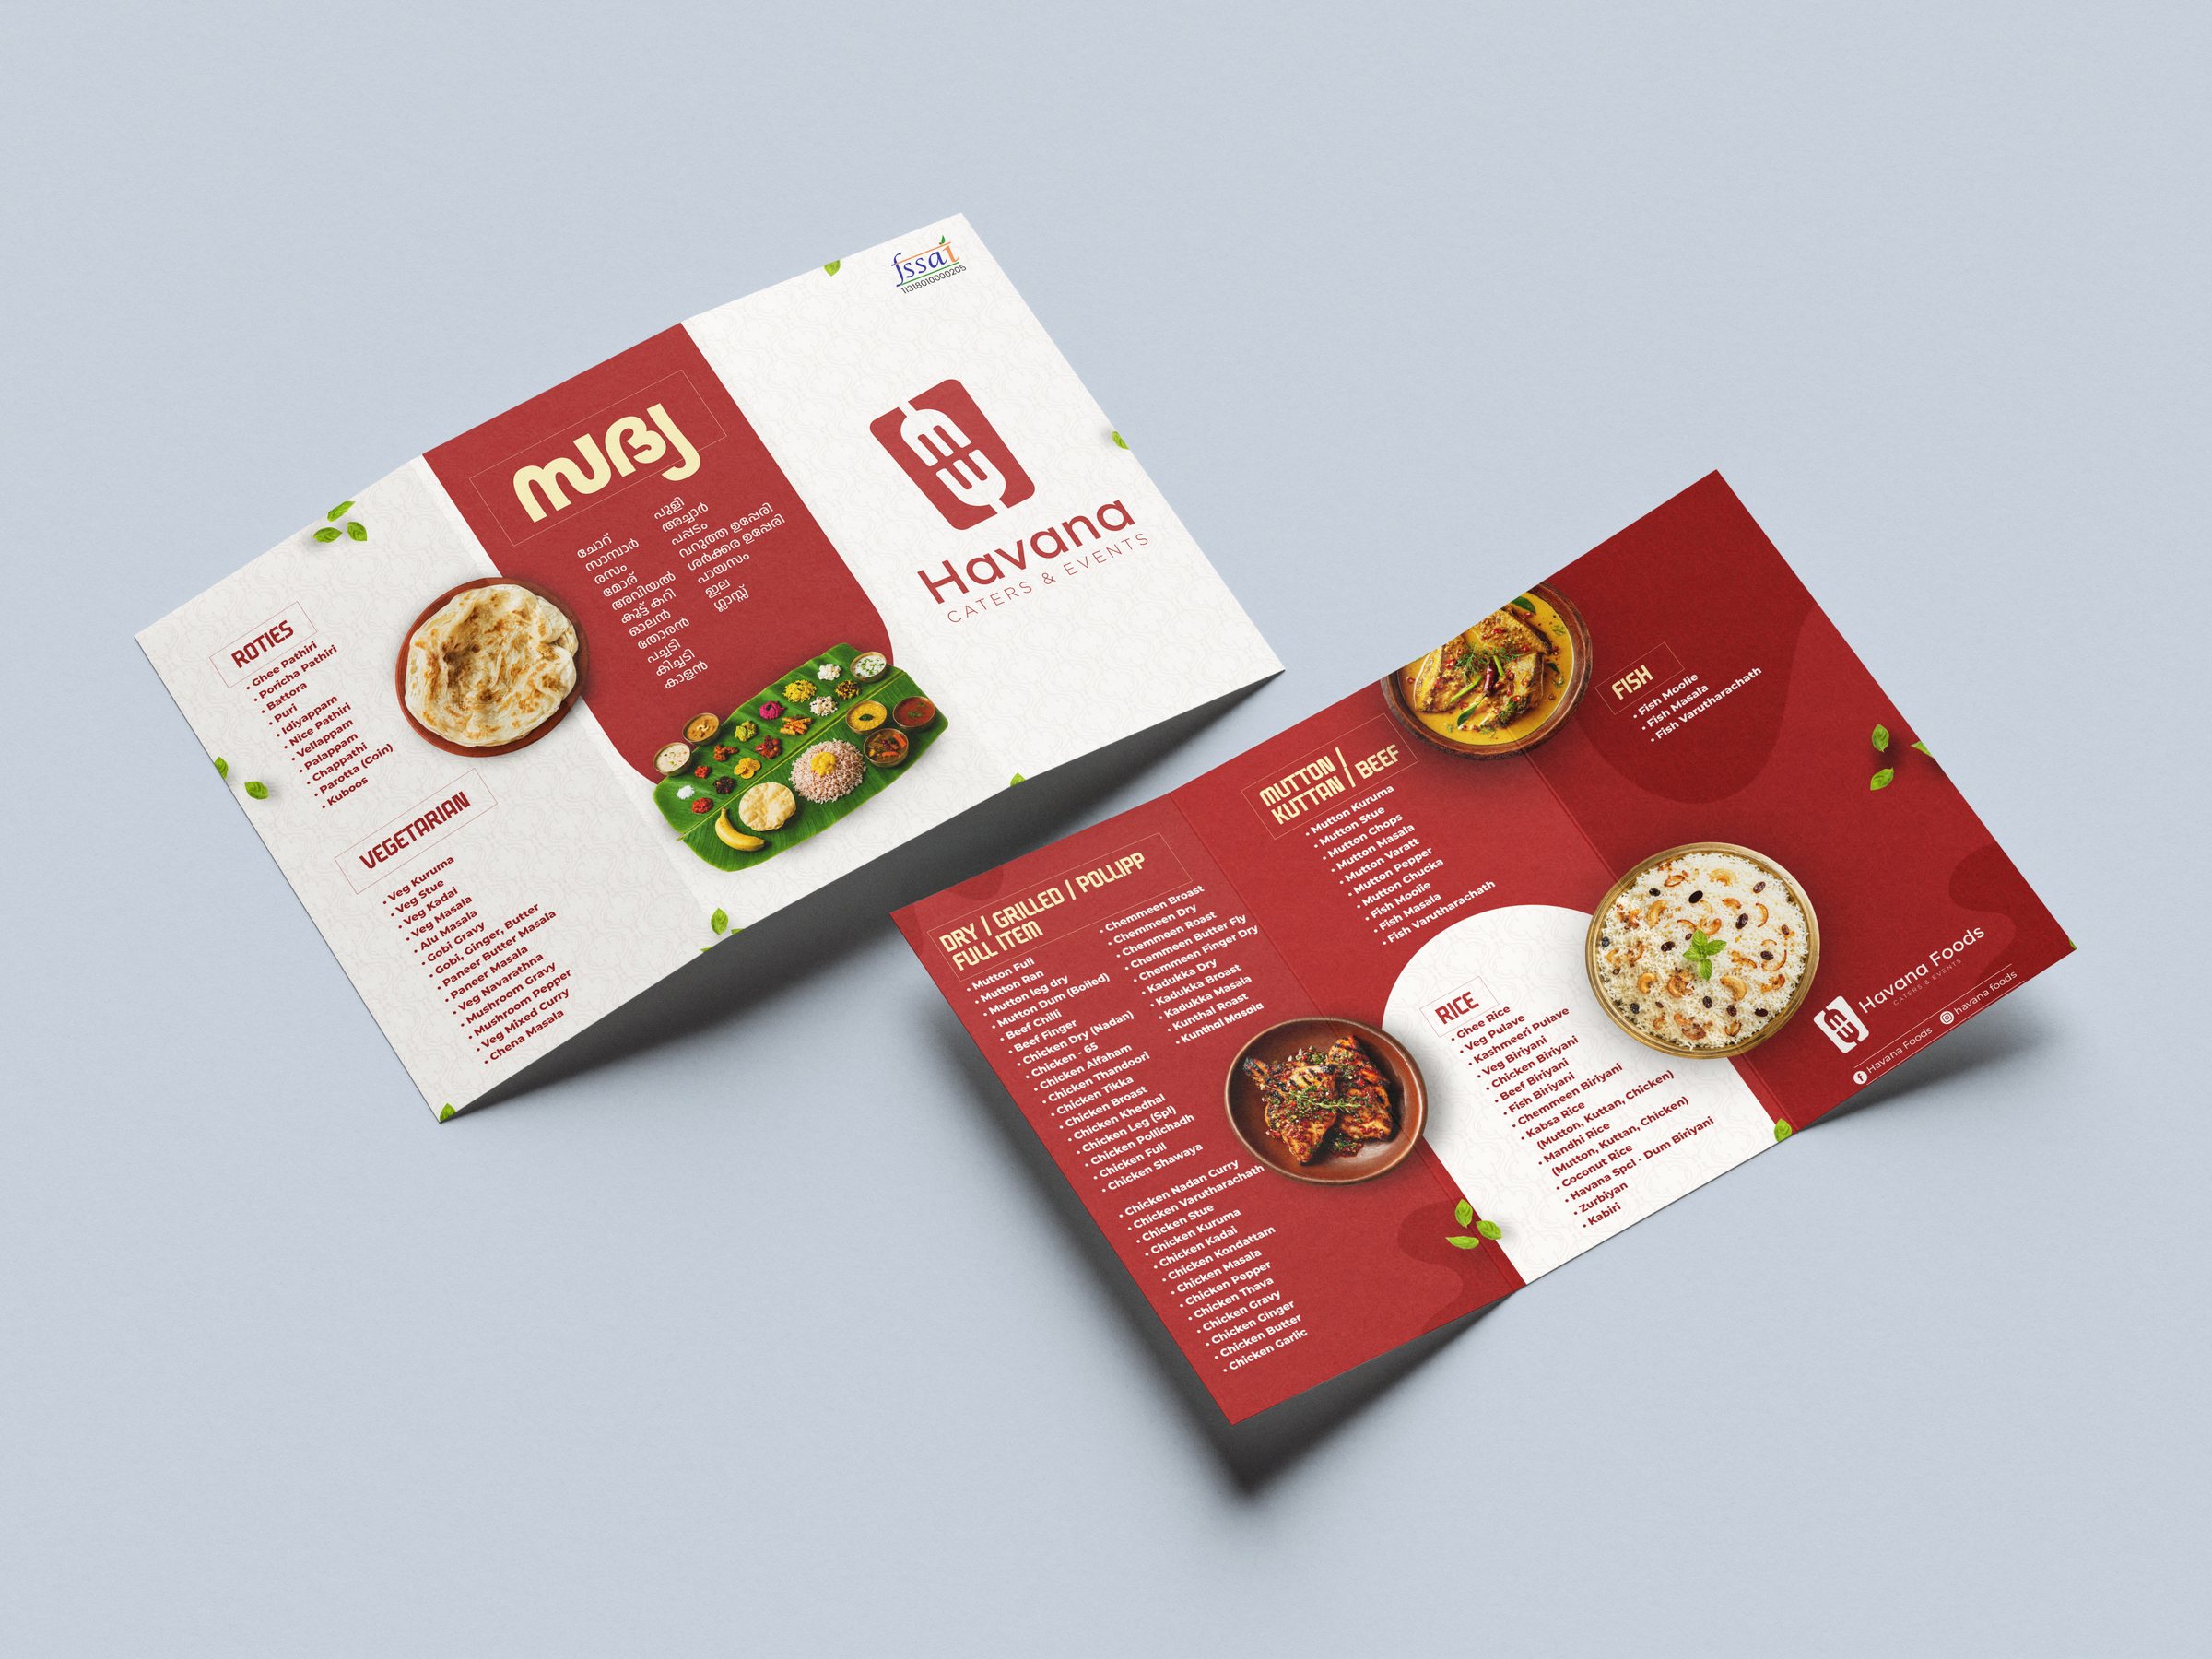 ROTIES
• Ghee Pathiri
• Poricha Pathiri
• Battora
• Puri
• Idiyappam
• Nice Pathiri
• Vellappam
• Palappam
• Chappathi
• Parotta (Coin)
• Kuboos
VEGETARIAN
• Veg Kuruma
• Veg Stue
• Veg Kadai
• Veg Masala
• Alu Masala
• Gobi Gravy
• Gobi, Ginger, Butter
• Paneer Butter Masala
• Paneer Masala
• Veg Navarathna
• Mushroom Gravy
• Mushroom Pepper
• Veg Mixed Curry
• Chena Masala
സദ്യ
ചോറ്
സാമ്പാർ
രസം
മോര്
അവിയൽ
കൂട്ട് കറി
ഓലൻ
തോരൻ
പച്ചടി
കിച്ചടി
കാളൻ
പുളി
അച്ചാർ
പപ്പടം
വറുത്ത ഉപ്പേരി
ശർക്കര ഉപ്പേരി
പായസം
ഇല
ഗ്ലാസ്സ്
fssai
11318010000205
Havana
CATERS & EVENTS
DRY / GRILLED / POLLIPP
FULL ITEM
• Mutton Full
• Mutton Ran
• Mutton leg dry
• Mutton Dum (Boiled)
• Beef Chilli
• Beef Finger
• Chicken Dry (Nadan)
• Chicken - 65
• Chicken Alfaham
• Chicken Thandoori
• Chicken Tikka
• Chicken Broast
• Chicken Khedhal
• Chicken Leg (Spl)
• Chicken Pollichadh
• Chicken Full
• Chicken Shawaya
• Chemmeen Broast
• Chemmeen Dry
• Chemmeen Roast
• Chemmeen Butter Fly
• Chemmeen Finger Dry
• Kadukka Dry
• Kadukka Broast
• Kadukka Masala
• Kunthal Roast
• Kunthal Masala
• Chicken Nadan Curry
• Chicken Varutharachath
• Chicken Stue
• Chicken Kuruma
• Chicken Kadai
• Chicken Kondattam
• Chicken Masala
• Chicken Pepper
• Chicken Thava
• Chicken Gravy
• Chicken Ginger
• Chicken Butter
• Chicken Garlic
MUTTON
KUTTAN / BEEF
• Mutton Kuruma
• Mutton Stue
• Mutton Chops
• Mutton Masala
• Mutton Varatt
• Mutton Pepper
• Mutton Chucka
• Fish Moolie
• Fish Masala
• Fish Varutharachath
RICE
• Ghee Rice
• Veg Pulave
• Kashmeeri Pulave
• Veg Biriyani
• Chicken Biriyani
• Beef Biriyani
• Fish Biriyani
• Chemmeen Biriyani
• Kabsa Rice
(Mutton, Kuttan, Chicken)
• Mandhi Rice
(Mutton, Kuttan, Chicken)
• Coconut Rice
• Havana Spcl - Dum Biriyani
• Zurbiyan
• Kabiri
FISH
• Fish Moolie
• Fish Masala
• Fish Varutharachath
Havana Foods
CATERS & EVENTS
Havana Foods
havana foods